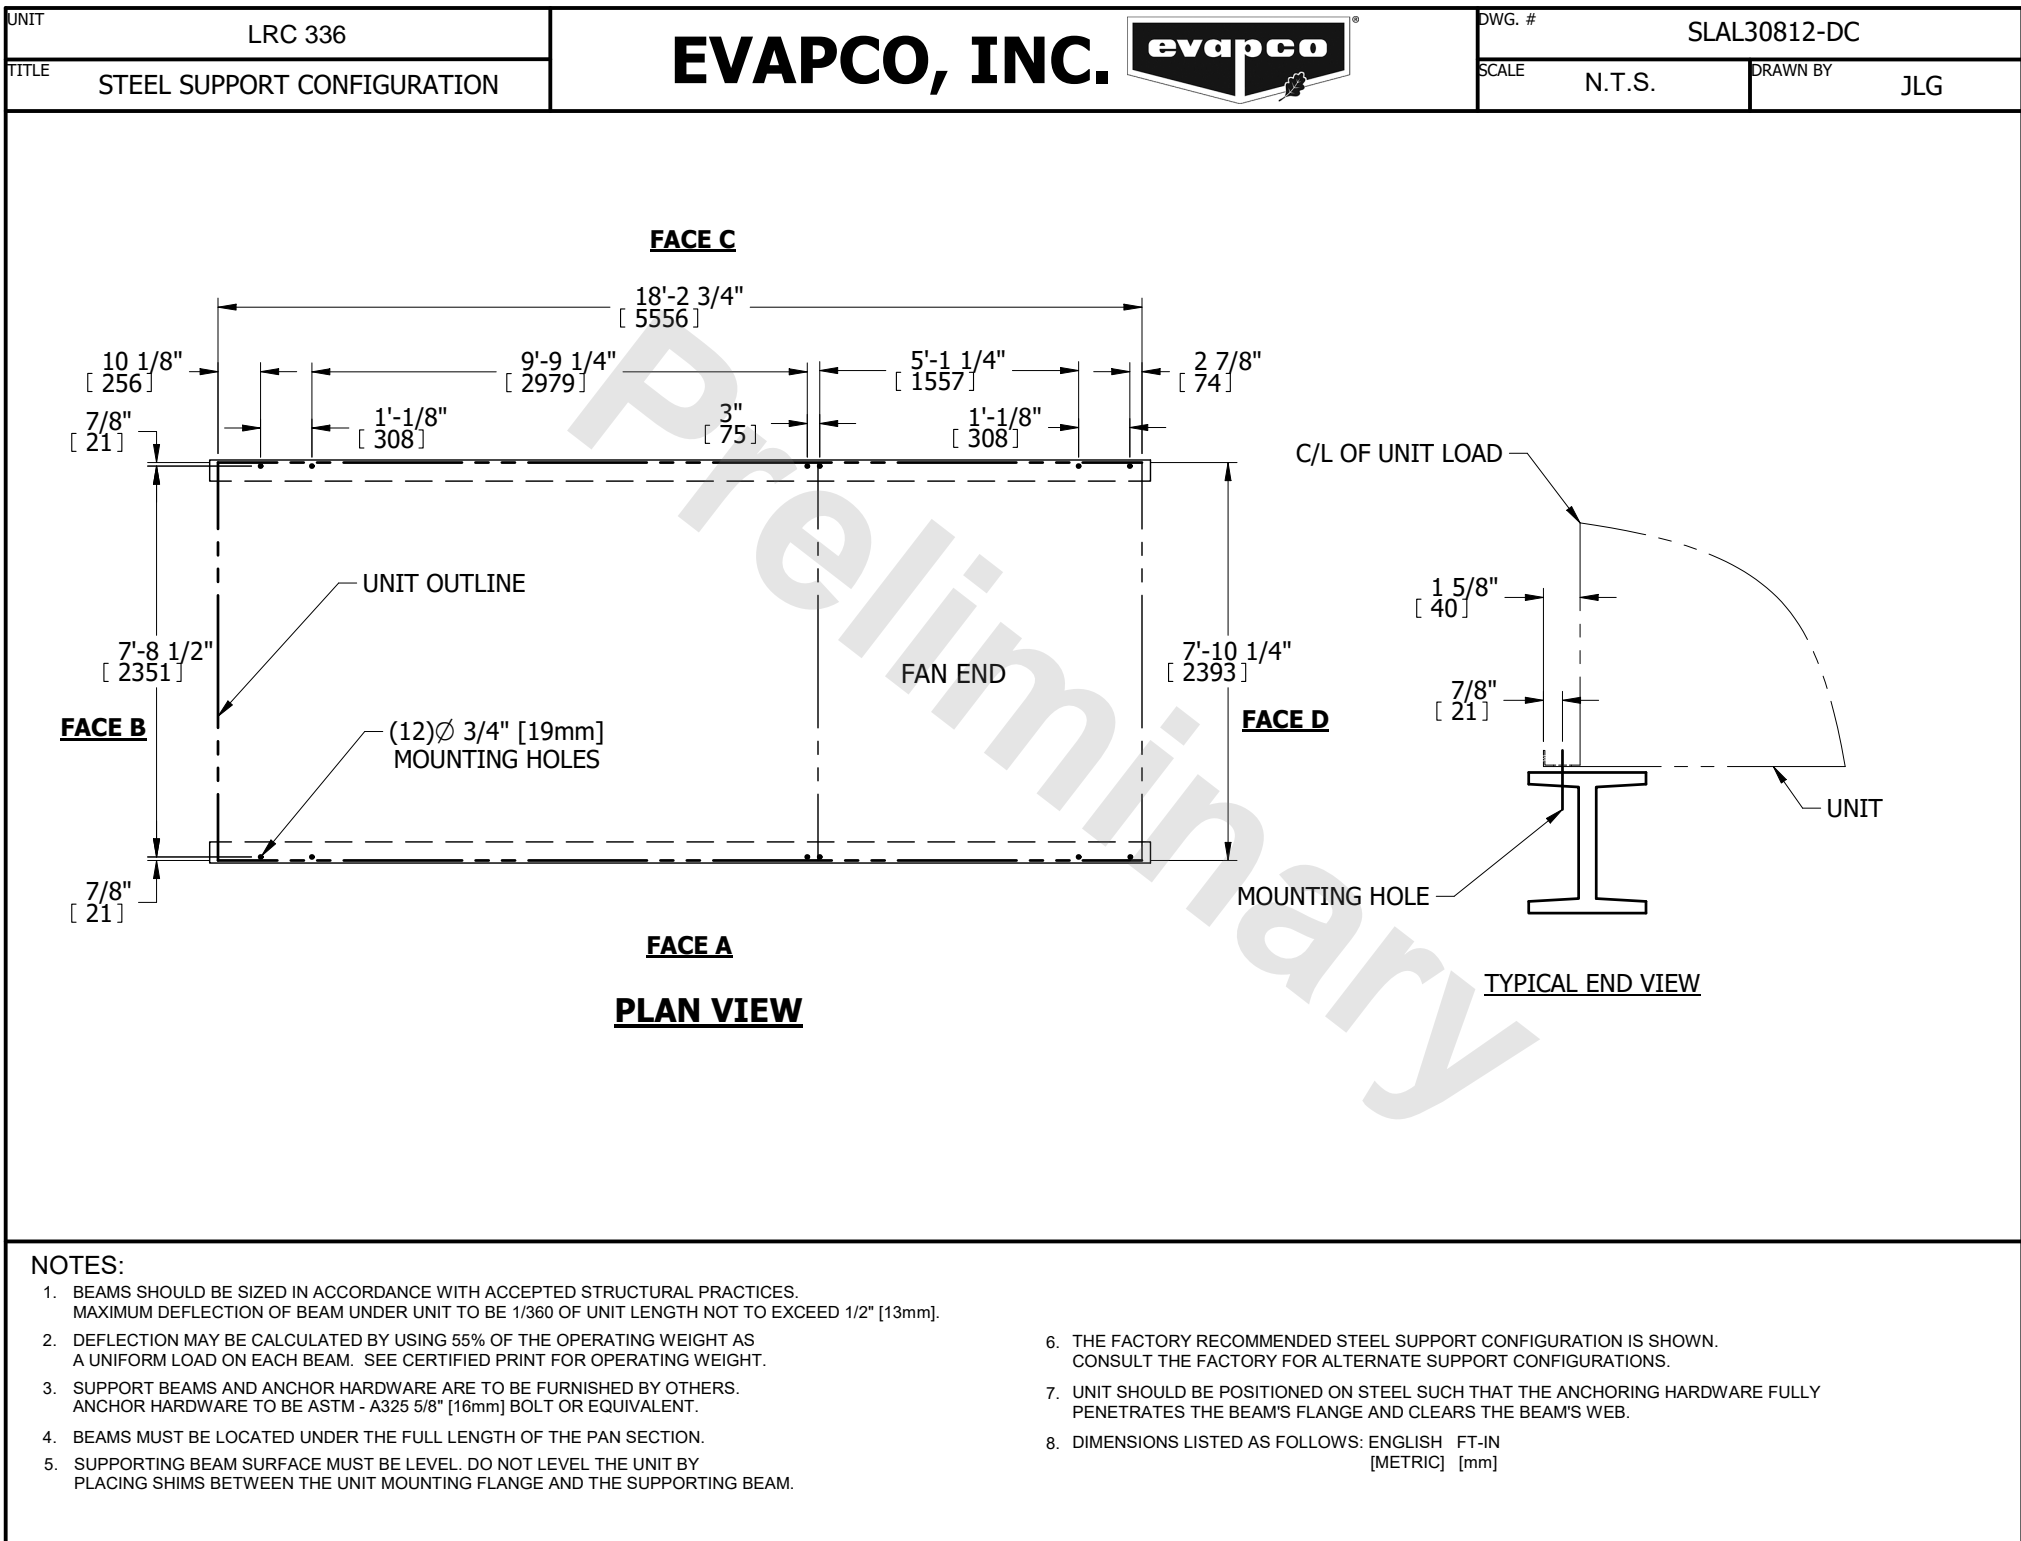 UNIT
LRC 336
TITLE
STEEL SUPPORT CONFIGURATION
EVAPCO, INC.
evapco
®
DWG. #
SLAL30812-DC
SCALE
N.T.S.
DRAWN BY
JLG
FACE C
18'-2 3/4"
[ 5556 ]
10 1/8"
[ 256 ]
9'-9 1/4"
[ 2979 ]
5'-1 1/4"
[ 1557 ]
2 7/8"
[ 74 ]
7/8"
[ 21 ]
1'-1/8"
[ 308 ]
3"
[ 75 ]
1'-1/8"
[ 308 ]
C/L OF UNIT LOAD
UNIT OUTLINE
1 5/8"
[ 40 ]
7'-8 1/2"
[ 2351 ]
FAN END
7'-10 1/4"
[ 2393 ]
7/8"
[ 21 ]
FACE B
(12)∅ 3/4" [19mm]
MOUNTING HOLES
FACE D
UNIT
7/8"
[ 21 ]
MOUNTING HOLE
FACE A
TYPICAL END VIEW
PLAN VIEW
Preliminary
NOTES:
1. BEAMS SHOULD BE SIZED IN ACCORDANCE WITH ACCEPTED STRUCTURAL PRACTICES.
MAXIMUM DEFLECTION OF BEAM UNDER UNIT TO BE 1/360 OF UNIT LENGTH NOT TO EXCEED 1/2" [13mm].
2. DEFLECTION MAY BE CALCULATED BY USING 55% OF THE OPERATING WEIGHT AS
A UNIFORM LOAD ON EACH BEAM. SEE CERTIFIED PRINT FOR OPERATING WEIGHT.
3. SUPPORT BEAMS AND ANCHOR HARDWARE ARE TO BE FURNISHED BY OTHERS.
ANCHOR HARDWARE TO BE ASTM - A325 5/8" [16mm] BOLT OR EQUIVALENT.
4. BEAMS MUST BE LOCATED UNDER THE FULL LENGTH OF THE PAN SECTION.
5. SUPPORTING BEAM SURFACE MUST BE LEVEL. DO NOT LEVEL THE UNIT BY
PLACING SHIMS BETWEEN THE UNIT MOUNTING FLANGE AND THE SUPPORTING BEAM.
6. THE FACTORY RECOMMENDED STEEL SUPPORT CONFIGURATION IS SHOWN.
CONSULT THE FACTORY FOR ALTERNATE SUPPORT CONFIGURATIONS.
7. UNIT SHOULD BE POSITIONED ON STEEL SUCH THAT THE ANCHORING HARDWARE FULLY
PENETRATES THE BEAM'S FLANGE AND CLEARS THE BEAM'S WEB.
8. DIMENSIONS LISTED AS FOLLOWS: ENGLISH FT-IN
[METRIC] [mm]